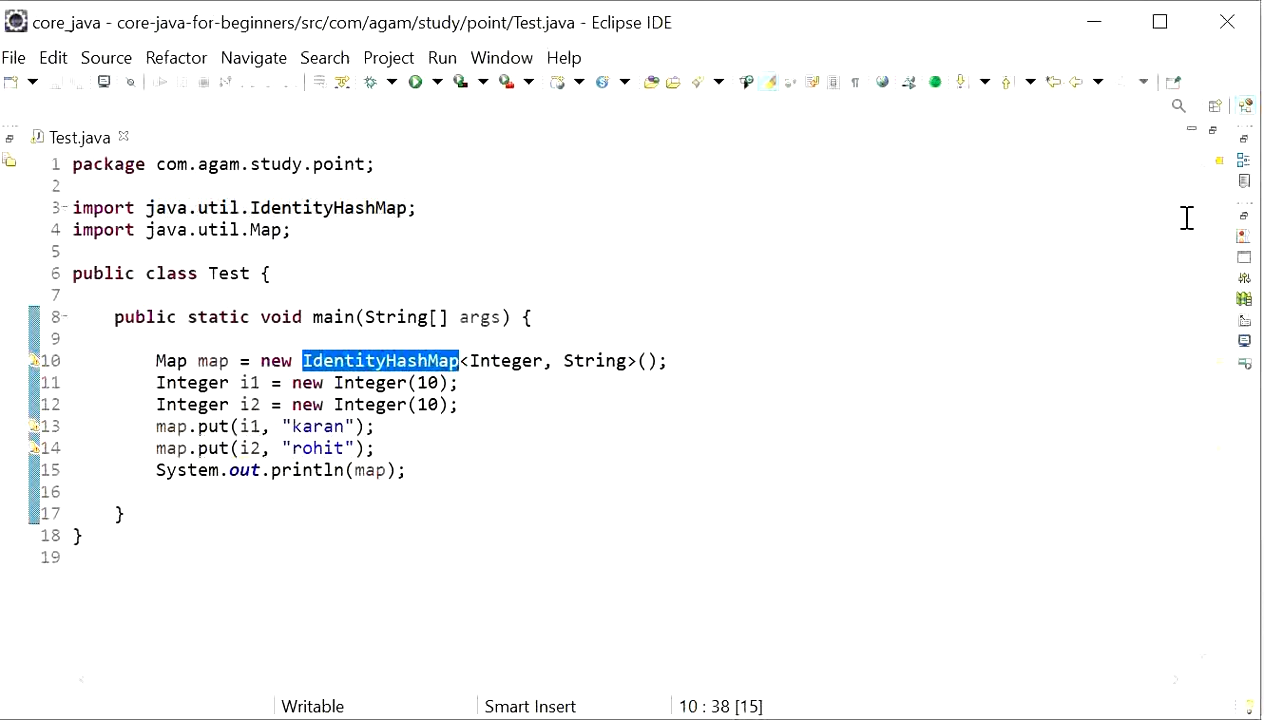 core_java - core-java-for-beginners/src/com/agam/study/point/Test.java - Eclipse IDE
File Edit Source Refactor Navigate Search Project Run Window Help
Test.java
1 package com.agam.study.point;
2
3 import java.util.IdentityHashMap;
4 import java.util.Map;
5
6 public class Test {
7
8 public static void main(String[] args) {
9
10 Map map = new IdentityHashMap<Integer, String>();
11 Integer i1 = new Integer(10);
12 Integer i2 = new Integer(10);
13 map.put(i1, "karan");
14 map.put(i2, "rohit");
15 System.out.println(map);
16
17 }
18 }
19
Writable Smart Insert 10 : 38 [15]